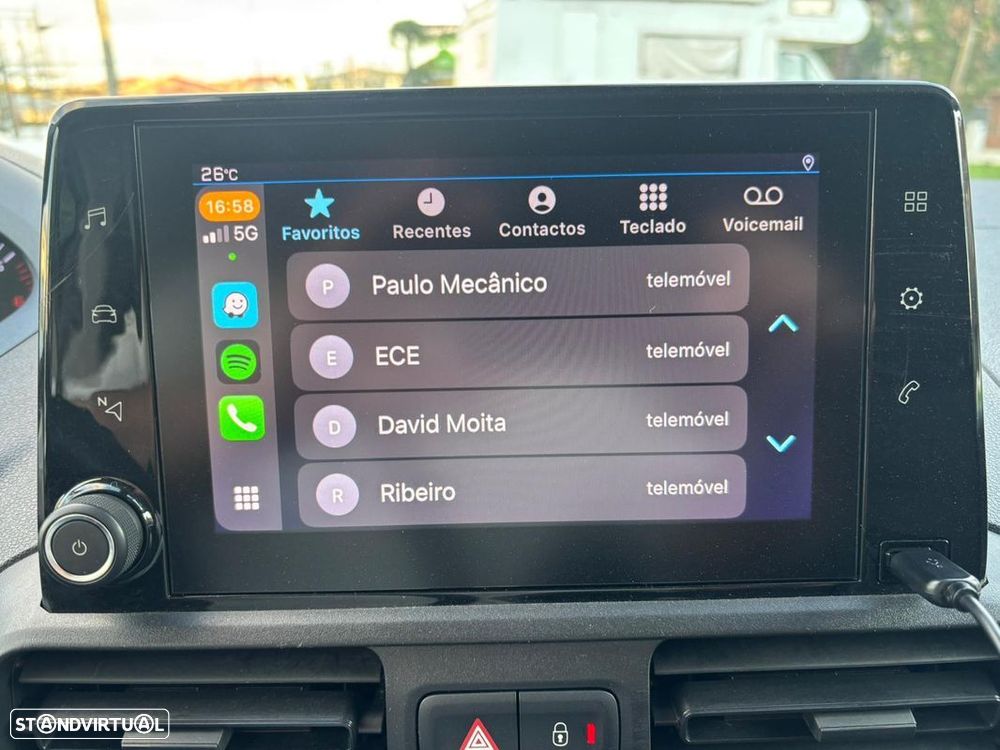 26°C
16:58
5G
Favoritos
Recentes
Contactos
Teclado
Voicemail
P Paulo Mecânico telemóvel
E ECE telemóvel
D David Moita telemóvel
R Ribeiro telemóvel
N
STANDVIRTUAL